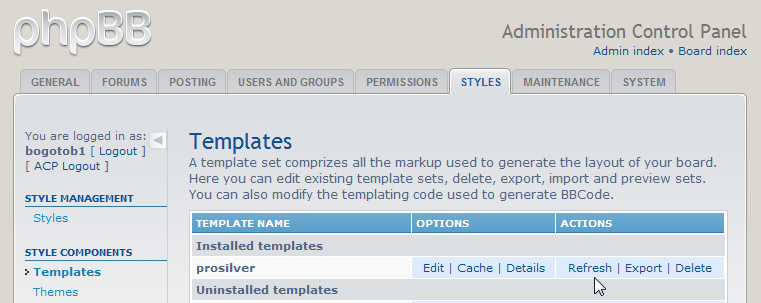 phpBB
Administration Control Panel
Admin index • Board index
GENERAL FORUMS POSTING USERS AND GROUPS PERMISSIONS STYLES MAINTENANCE SYSTEM
You are logged in as:
bogotob1 [ Logout ]
[ ACP Logout ]
STYLE MANAGEMENT
Styles
STYLE COMPONENTS
Templates
Themes
Templates
A template set comprizes all the markup used to generate the layout of your board.
Here you can edit existing template sets, delete, export, import and preview sets.
You can also modify the templating code used to generate BBCode.
TEMPLATE NAME OPTIONS ACTIONS
Installed templates
prosilver Edit | Cache | Details Refresh | Export | Delete
Uninstalled templates